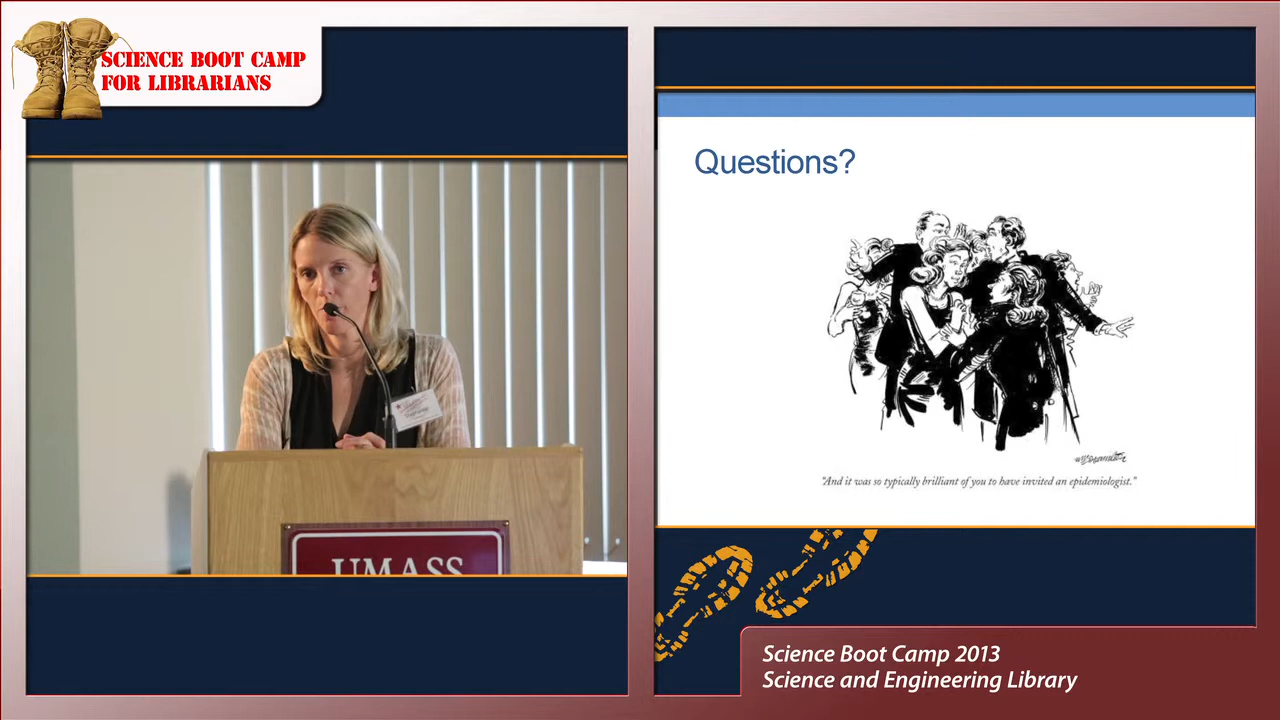 SCIENCE BOOT CAMP
FOR LIBRARIANS
UMASS
Questions?
"And it was so typically brilliant of you to have invited an epidemiologist."
Science Boot Camp 2013
Science and Engineering Library